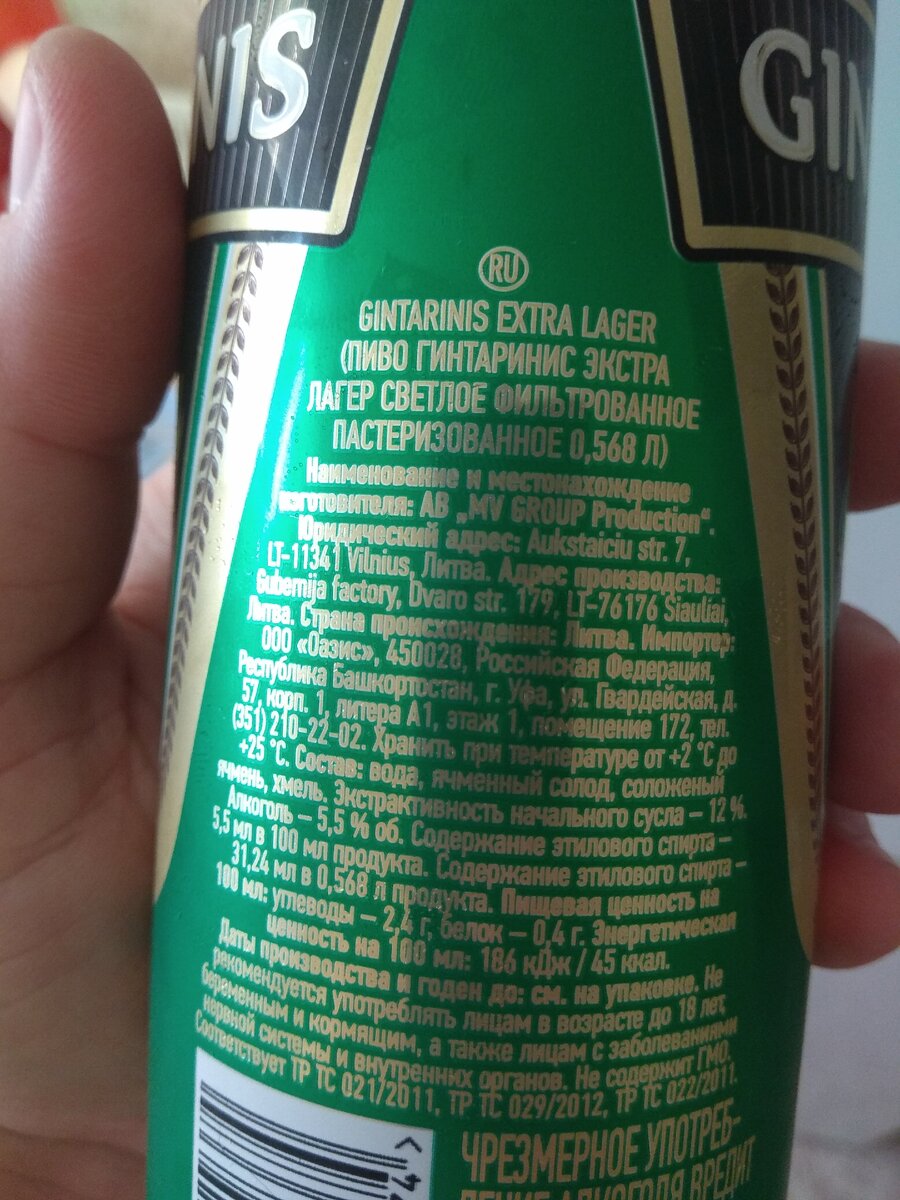 NIS
GIN
RU
GINTARINIS EXTRA LAGER
(ПИВО ГИНТАРИНИС ЭКСТРА
ЛАГЕР СВЕТЛОЕ ФИЛЬТРОВАННОЕ
ПАСТЕРИЗОВАННОЕ 0,568 Л)
Наименование и местонахождение
изготовителя: AB „MV GROUP Production“.
Юридический адрес: Aukstaiciu str. 7,
LT-11341 Vilnius, Литва. Адрес производства:
Gubernija factory, Dvaro str. 179, LT-76176 Siauliai,
Литва. Страна происхождения: Литва. Импортер:
ООО «Оазис», 450028, Российская Федерация,
Республика Башкортостан, г. Уфа, ул. Гвардейская, д.
57, корп. 1, литера А1, этаж 1, помещение 172, тел.
(351) 210-22-02. Хранить при температуре от +2 °C до
+25 °C. Состав: вода, ячменный солод, соложеный
ячмень, хмель. Экстрактивность начального сусла – 12 %.
Алкоголь – 5,5 % об. Содержание этилового спирта –
5,5 мл в 100 мл продукта. Содержание этилового спирта –
31,24 мл в 0,568 л продукта. Пищевая ценность на
100 мл: углеводы – 2,4 г, белок – 0,4 г. Энергетическая
ценность на 100 мл: 186 кДж / 45 ккал.
Даты производства и годен до: см. на упаковке. Не
рекомендуется употреблять лицам в возрасте до 18 лет,
беременным и кормящим, а также лицам с заболеваниями
нервной системы и внутренних органов. Не содержит ГМО.
Соответствует ТР ТС 021/2011, ТР ТС 029/2012, ТР ТС 022/2011.
ЧРЕЗМЕРНОЕ УПОТРЕБ-
ЛЕНИЕ АЛКОГОЛЯ ВРЕДИТ